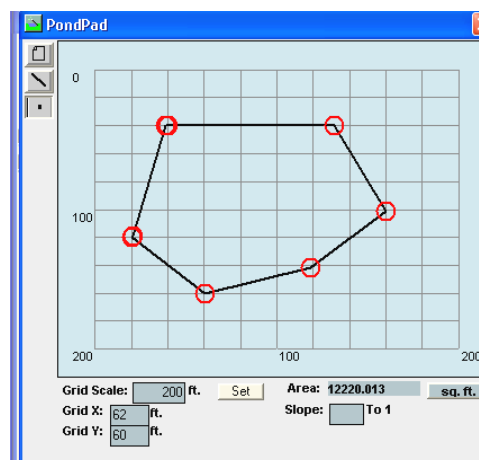 PondPad
0
100
200 100 200
Grid Scale: 200 ft. Set Area: 12220.013 sq. ft.
Grid X: 62 ft. Slope: To 1
Grid Y: 60 ft.